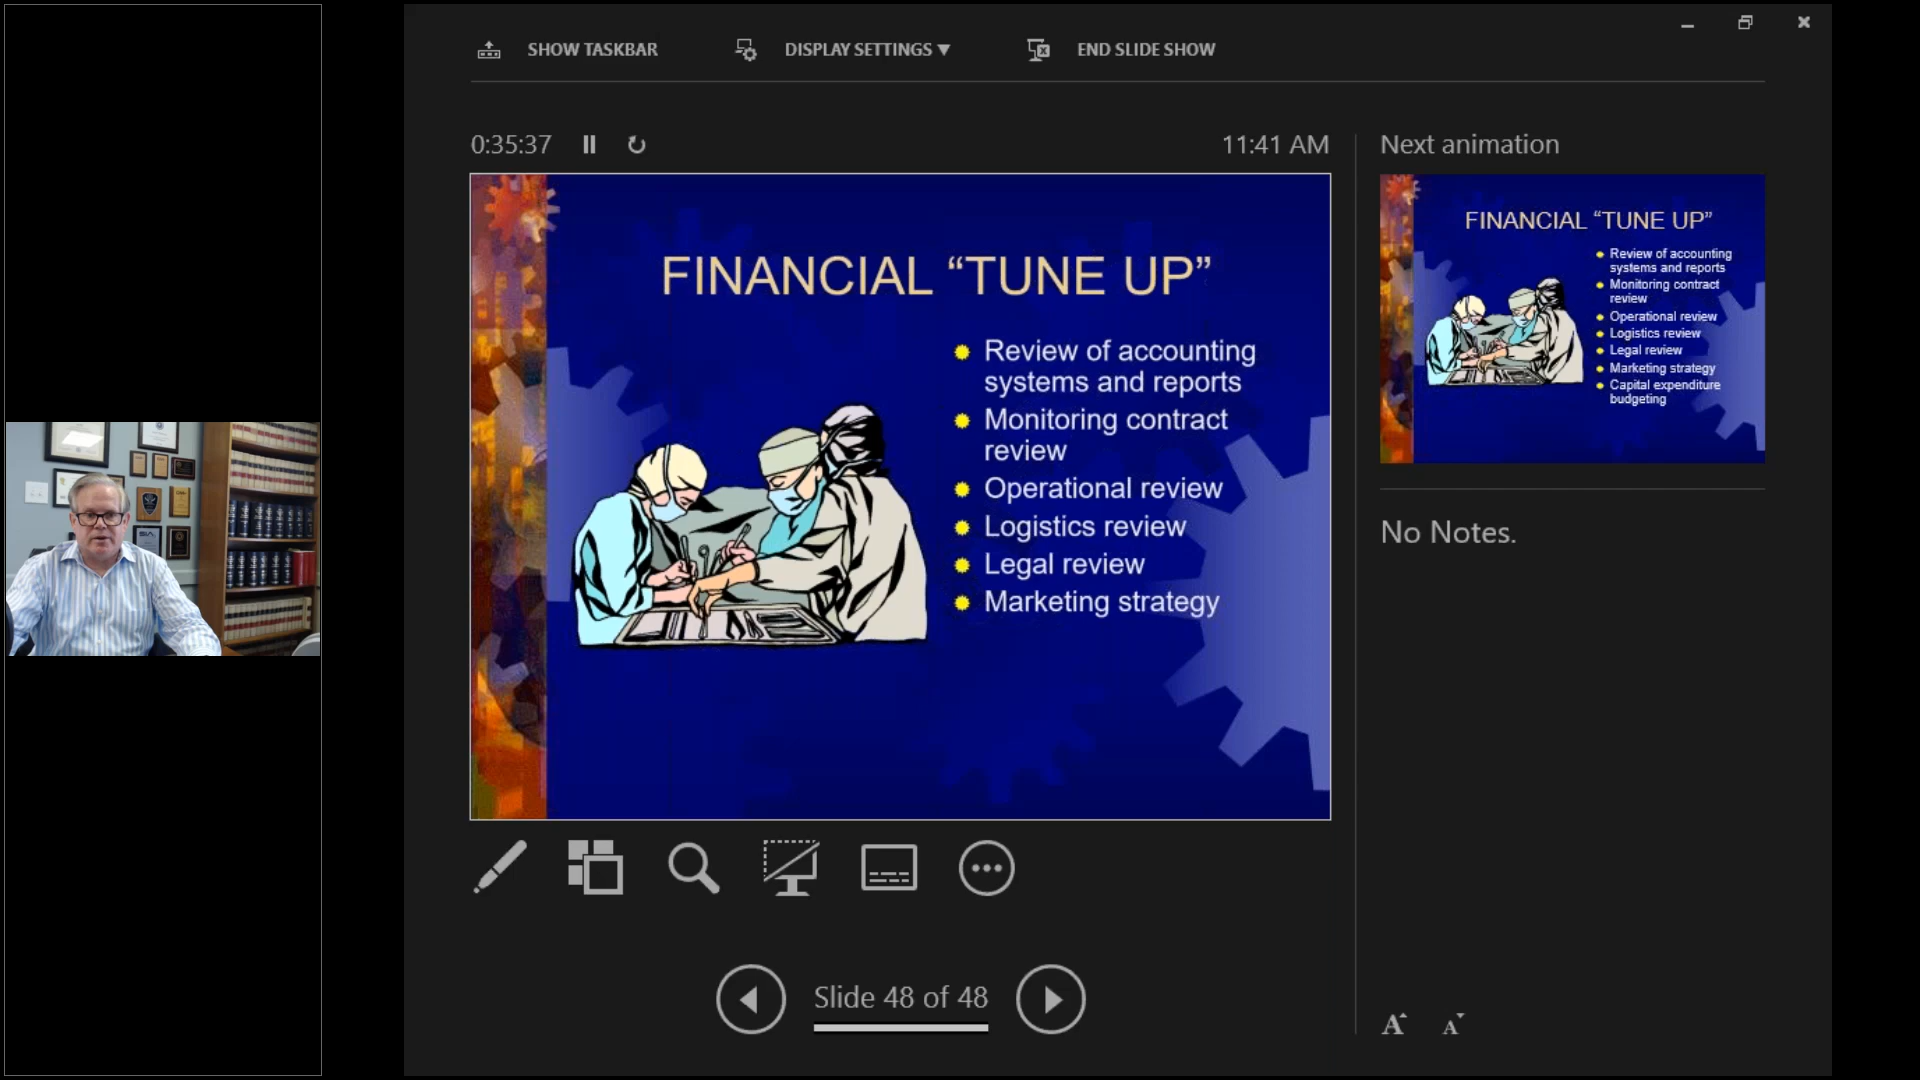 SHOW TASKBAR
DISPLAY SETTINGS ▼
END SLIDE SHOW
0:35:37
11:41 AM
FINANCIAL “TUNE UP”
Review of accounting
systems and reports
Monitoring contract
review
Operational review
Logistics review
Legal review
Marketing strategy
Slide 48 of 48
Next animation
FINANCIAL “TUNE UP”
Review of accounting
systems and reports
Monitoring contract
review
Operational review
Logistics review
Legal review
Marketing strategy
Capital expenditure
budgeting
No Notes.
A
A